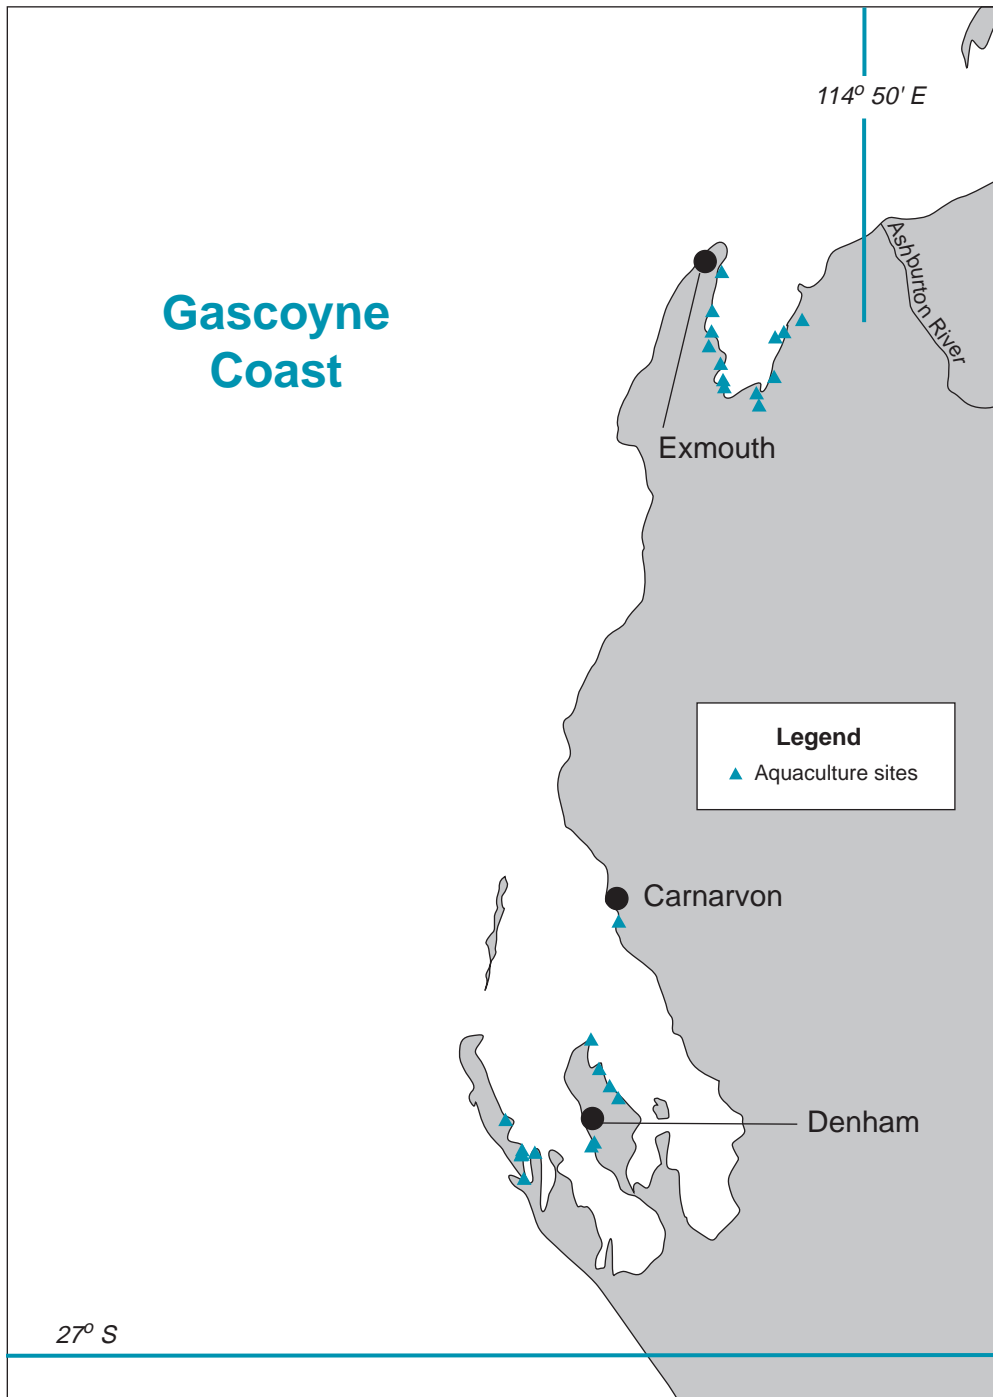 114° 50' E
Ashburton River
Gascoyne
Coast
Exmouth
Legend
Aquaculture sites
Carnarvon
Denham
27° S